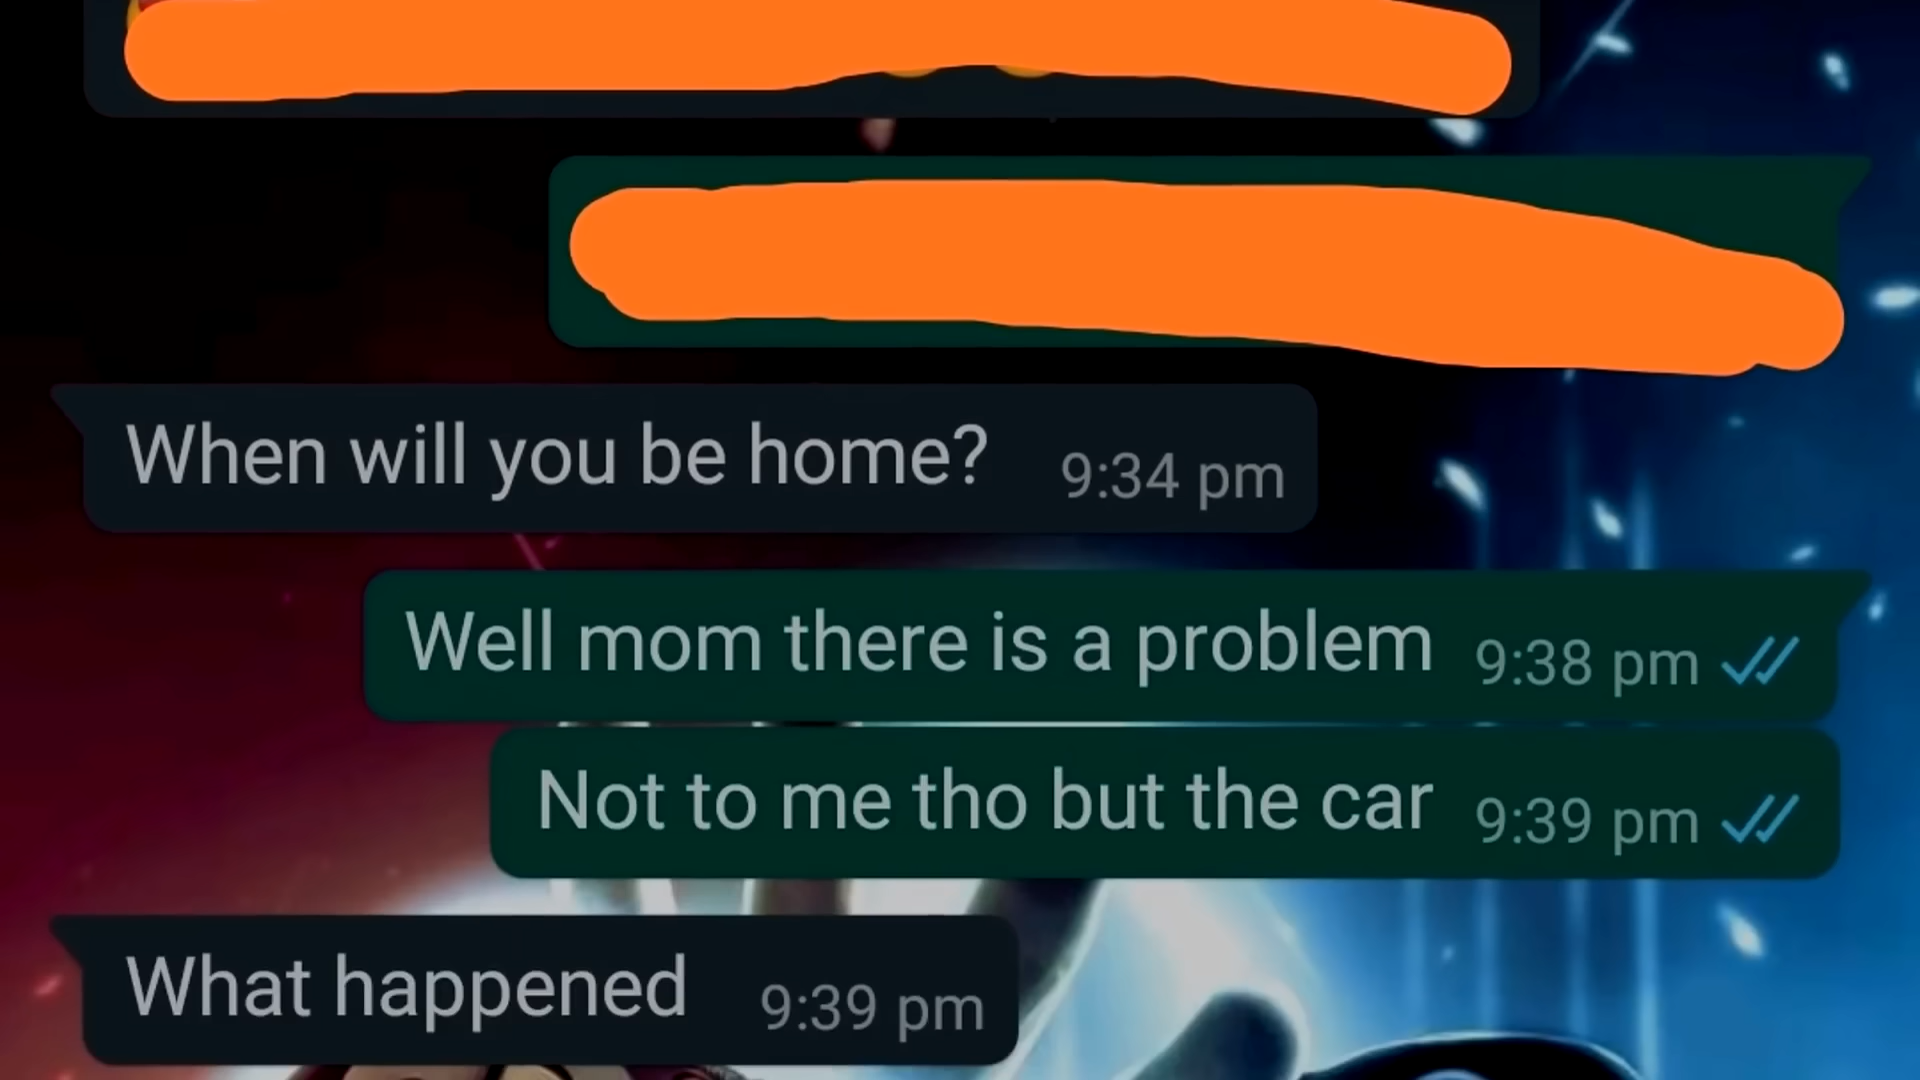 When will you be home? 9:34 pm
Well mom there is a problem 9:38 pm
Not to me tho but the car 9:39 pm
What happened 9:39 pm